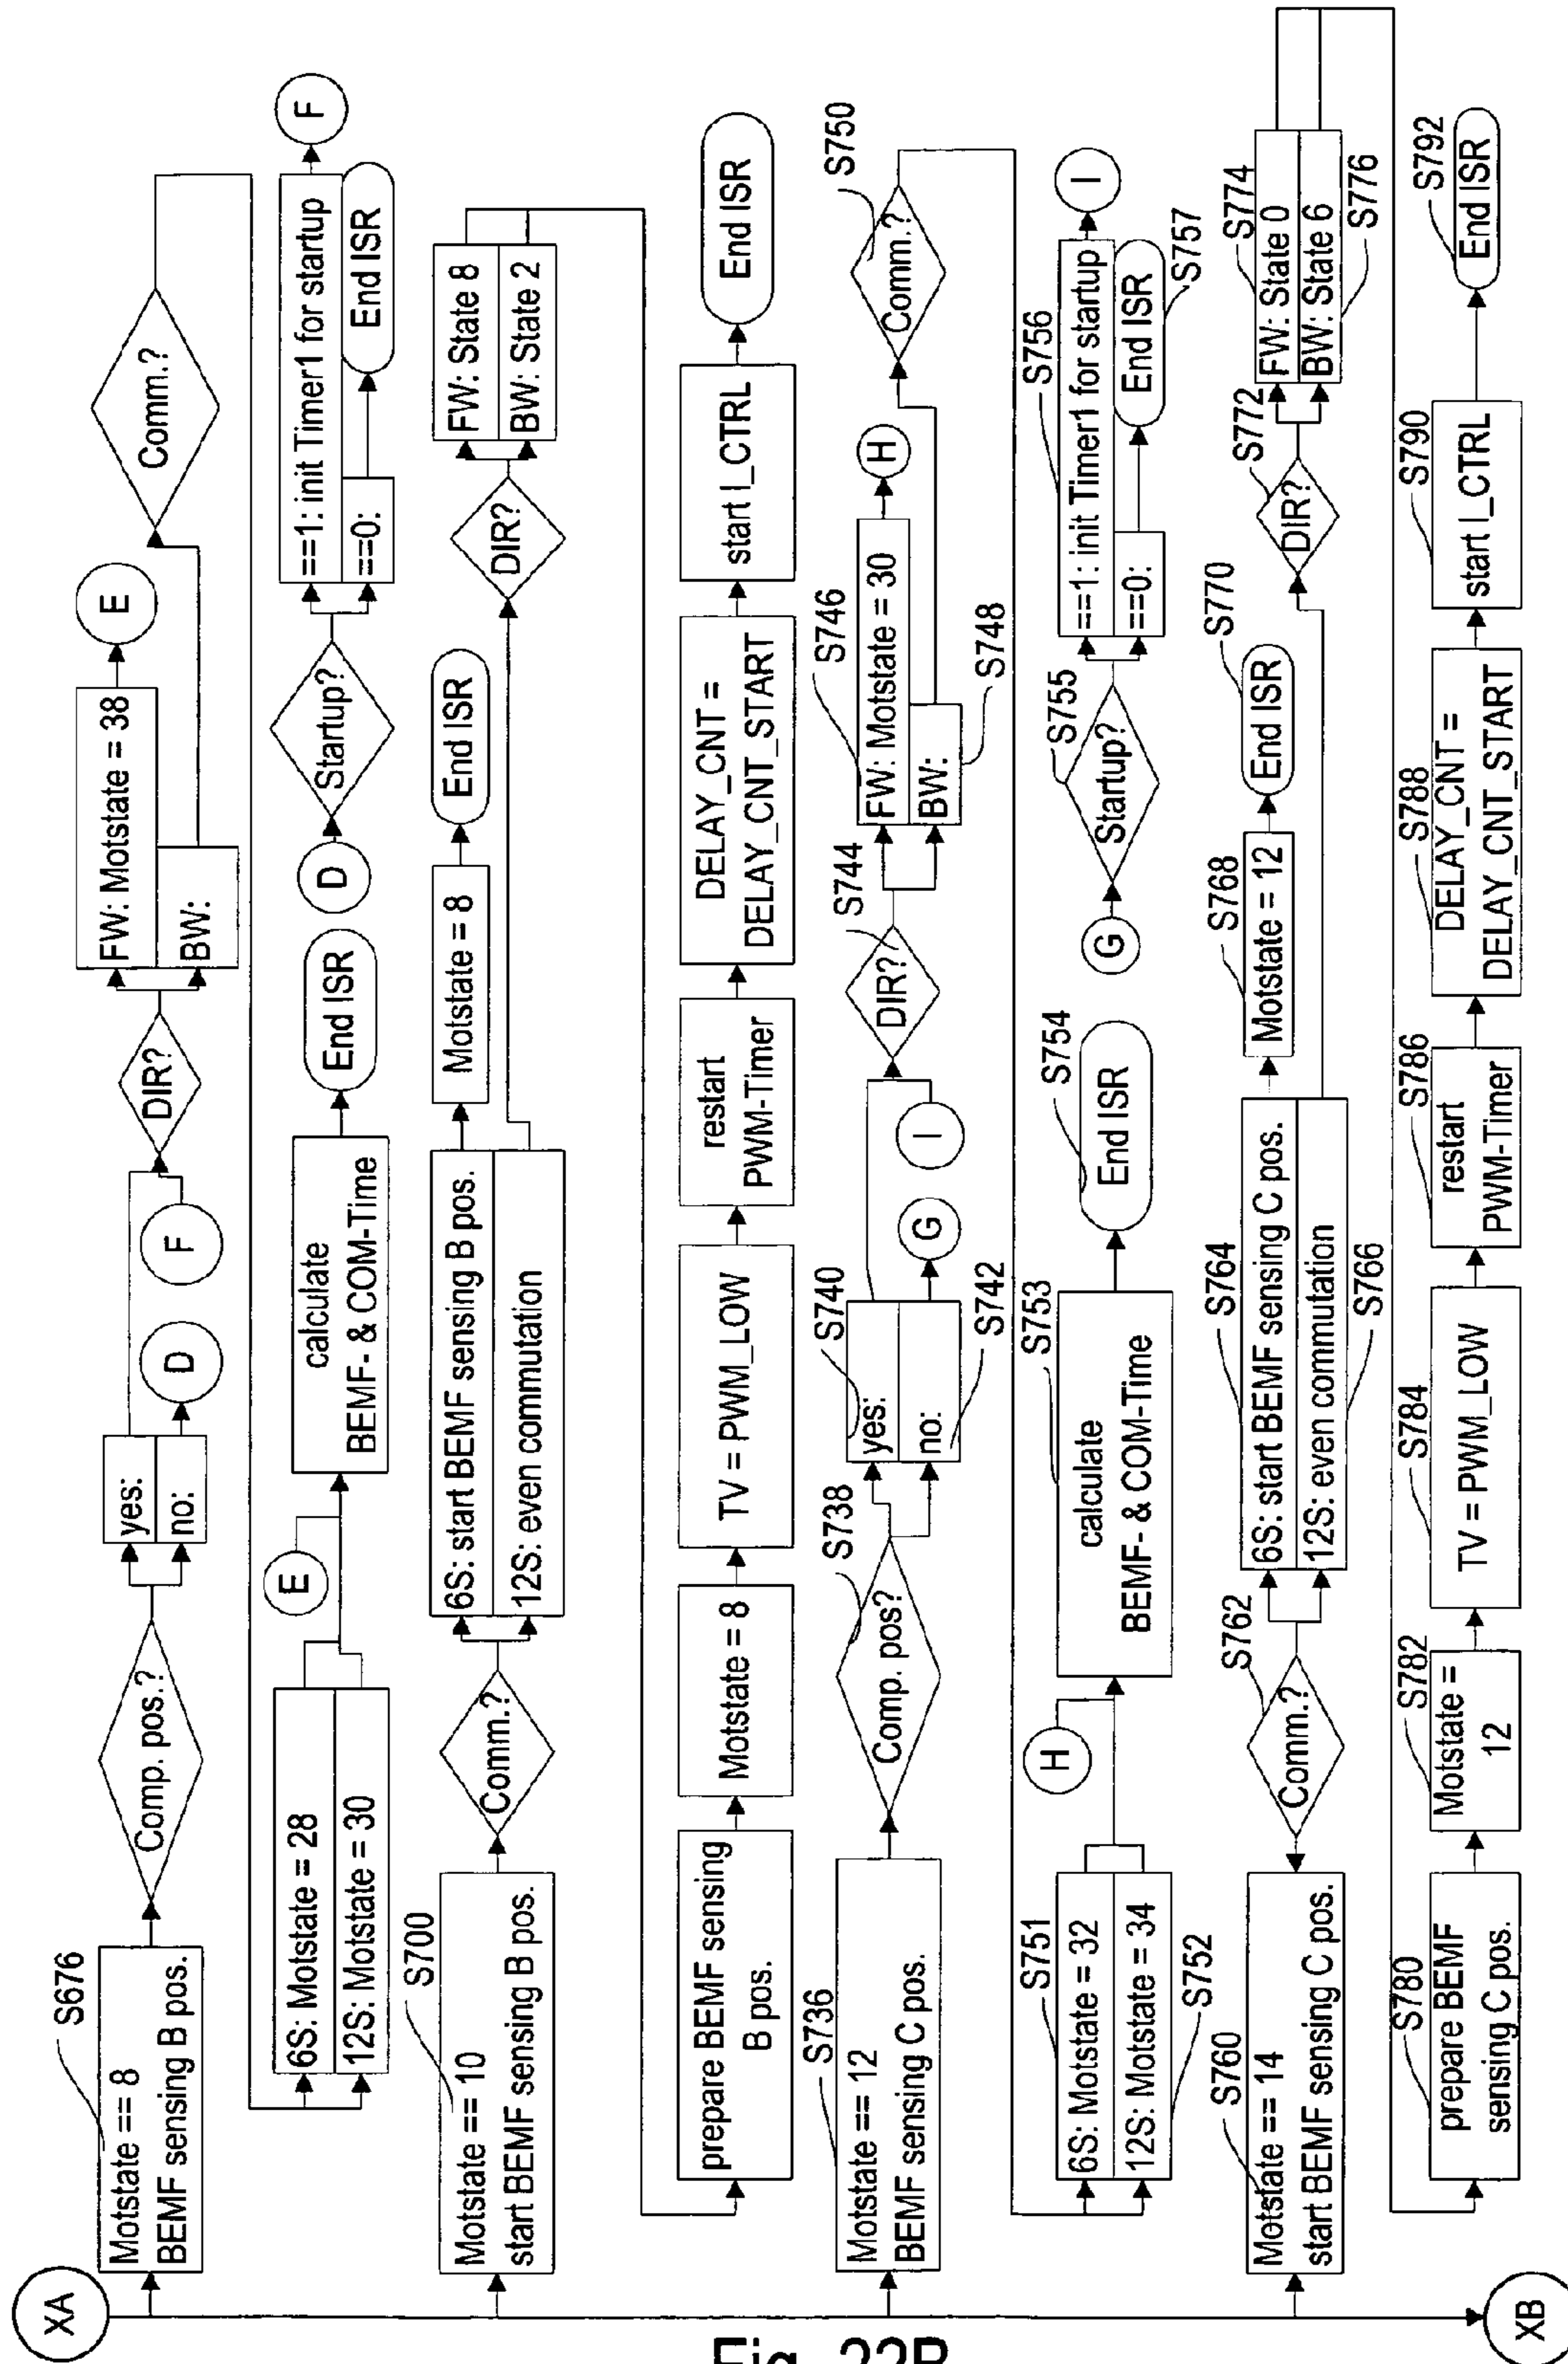 XA
S676
Motstate == 8
BEMF sensing B pos.
Comp. pos.?
yes:
no:
D
F
DIR?
FW: Motstate = 38
BW:
E
Comm.?
6S: Motstate = 28
12S: Motstate = 30
E
calculate
BEMF- & COM-Time
End ISR
D
Startup?
==1: init Timer1 for startup
==0:
F
End ISR
S700
Motstate == 10
start BEMF sensing B pos.
Comm.?
6S: start BEMF sensing B pos.
12S: even commutation
Motstate = 8
End ISR
DIR?
FW: State 8
BW: State 2
prepare BEMF sensing
B pos.
Motstate = 8
TV = PWM_LOW
restart
PWM-Timer
DELAY_CNT =
DELAY_CNT_START
start I_CTRL
End ISR
S736
Motstate == 12
BEMF sensing C pos.
S738
Comp. pos?
S740
yes:
no:
S742
G
I
S744
DIR?
S746
FW: Motstate = 30
BW:
S748
H
S750
Comm.?
S751
6S: Motstate = 32
12S: Motstate = 34
S752
H
S753
calculate
BEMF- & COM-Time
S754
End ISR
G
S755
Startup?
S756
==1: init Timer1 for startup
==0:
I
End ISR
S757
S760
Motstate == 14
start BEMF sensing C pos.
S762
Comm.?
S764
6S: start BEMF sensing C pos.
12S: even commutation
S766
S768
Motstate = 12
S770
End ISR
S772
DIR?
S774
FW: State 0
BW: State 6
S776
S780
prepare BEMF
sensing C pos.
S782
Motstate =
12
S784
TV = PWM_LOW
S786
restart
PWM-Timer
S788
DELAY_CNT =
DELAY_CNT_START
S790
start I_CTRL
S792
End ISR
XB